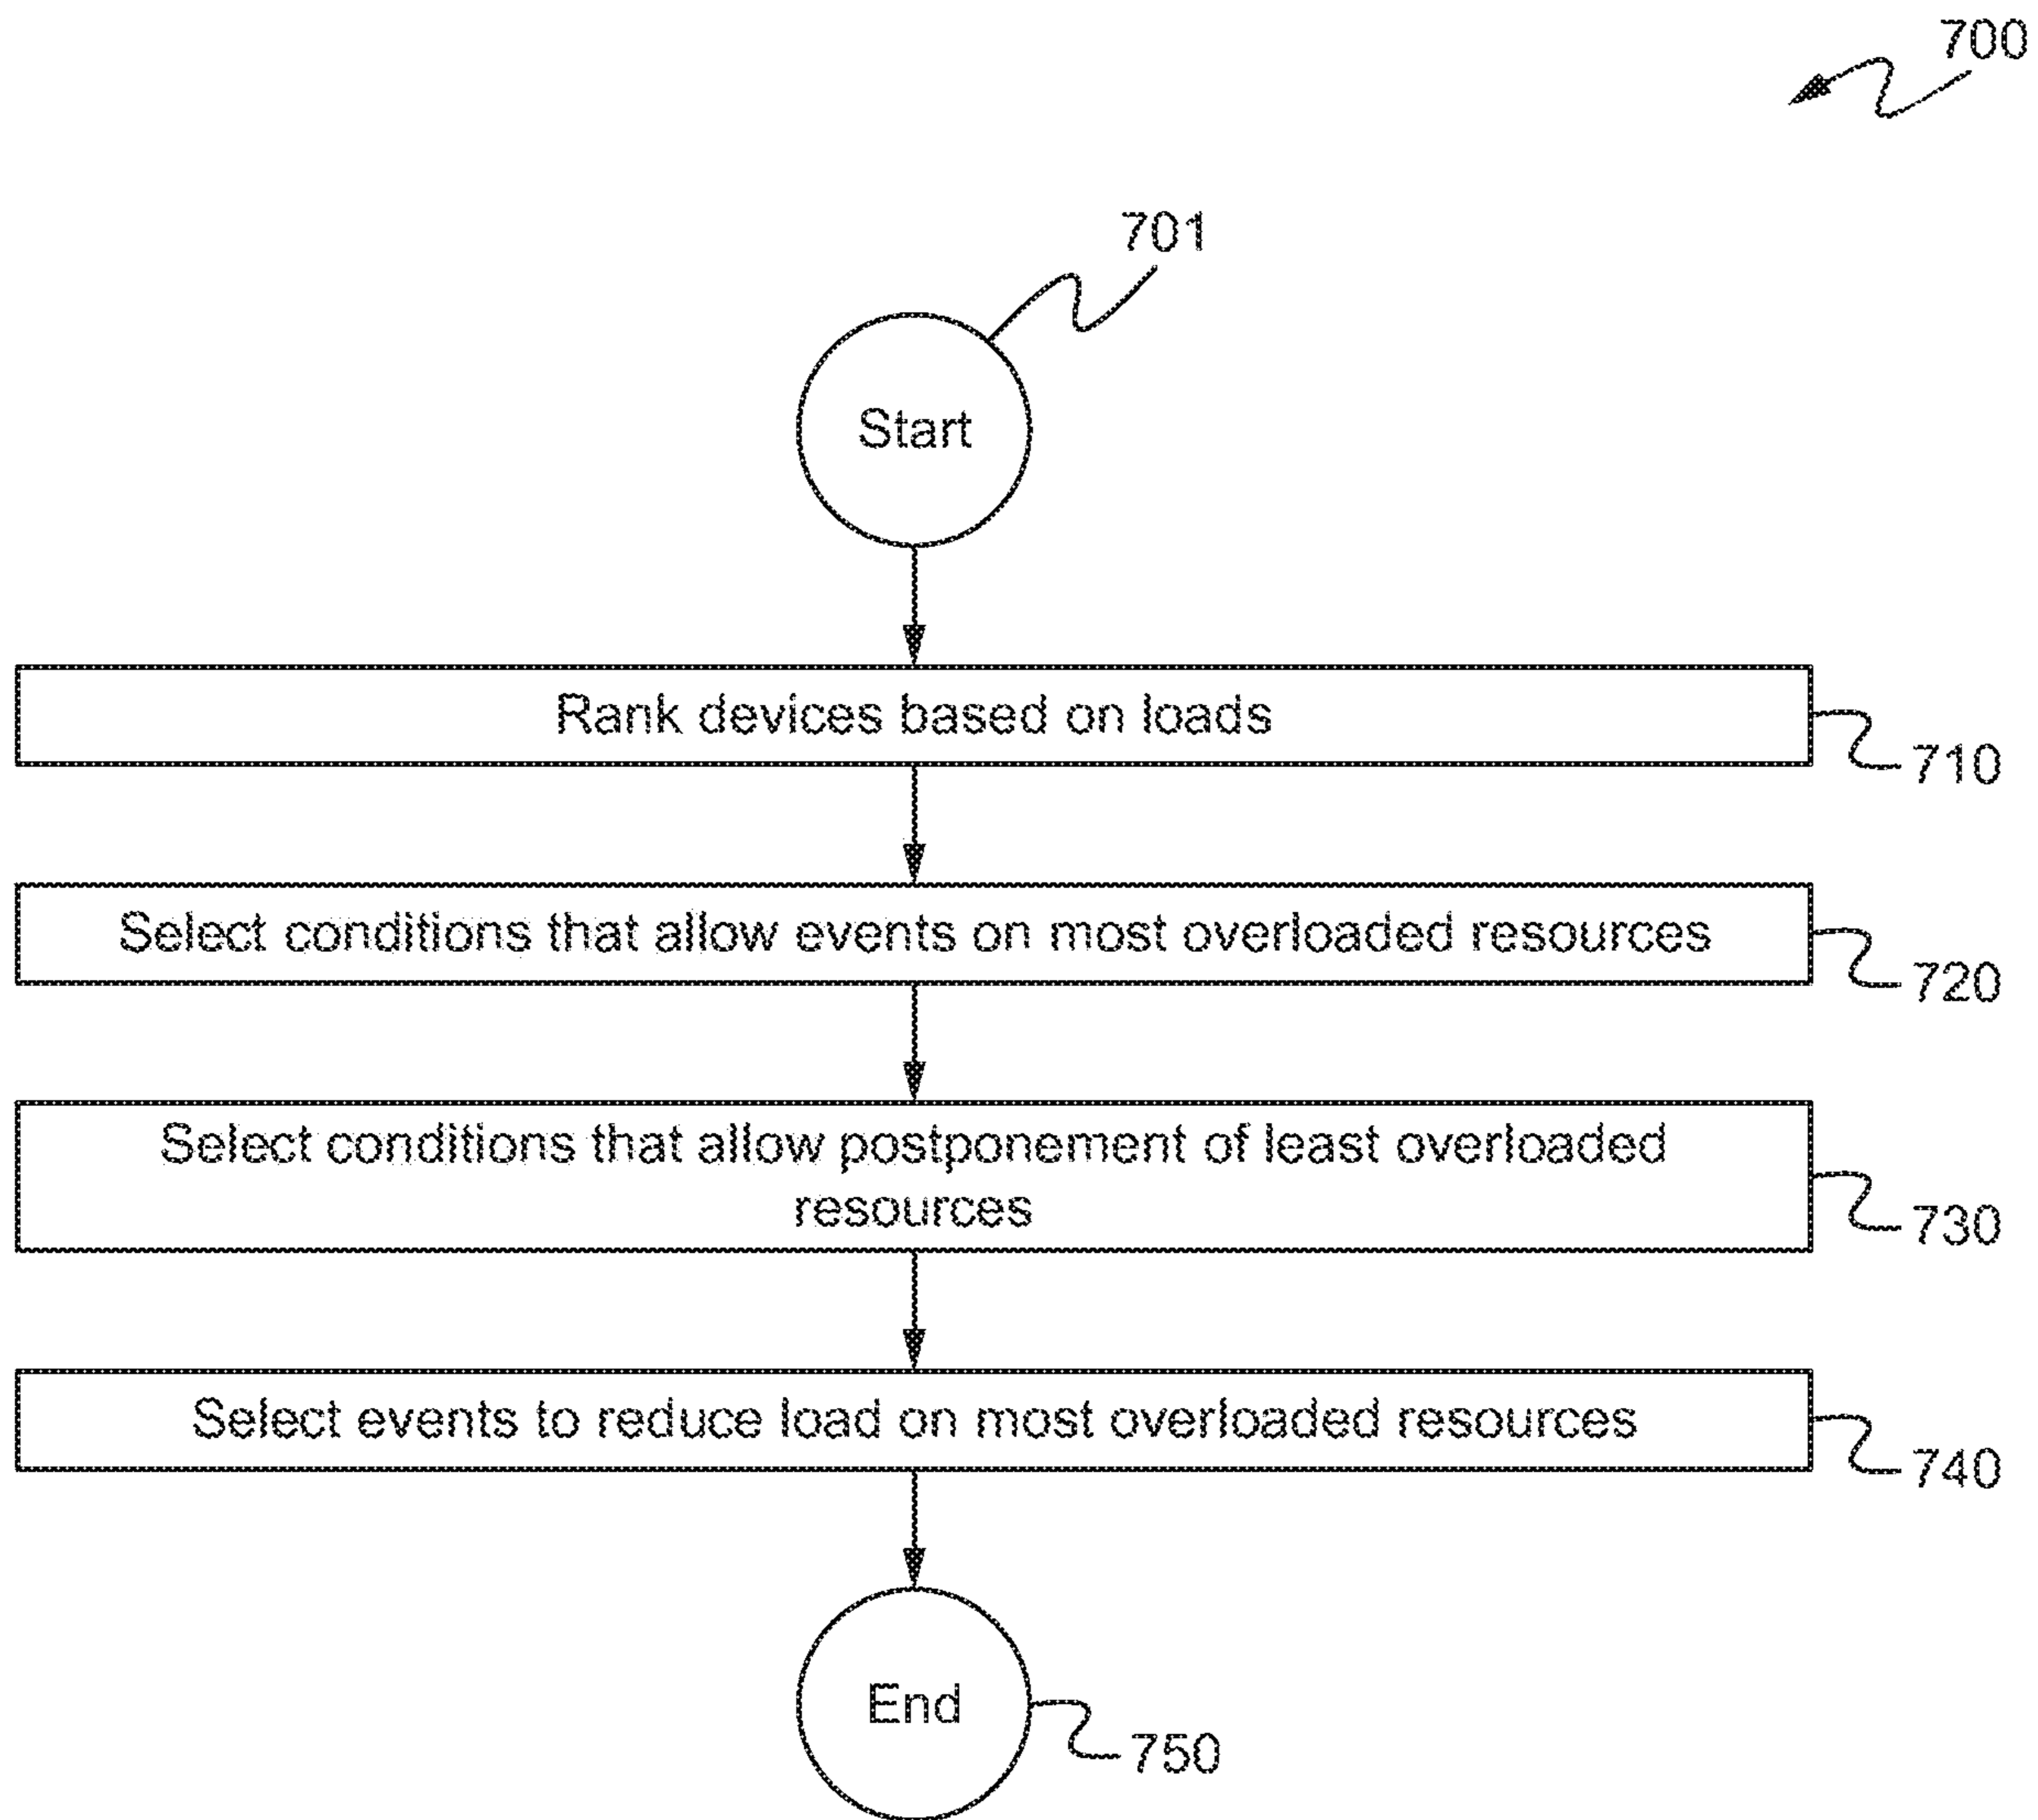 700
701
Start
Rank devices based on loads
710
Select conditions that allow events on most overloaded resources
720
Select conditions that allow postponement of least overloaded
resources
730
Select events to reduce load on most overloaded resources
740
End
750